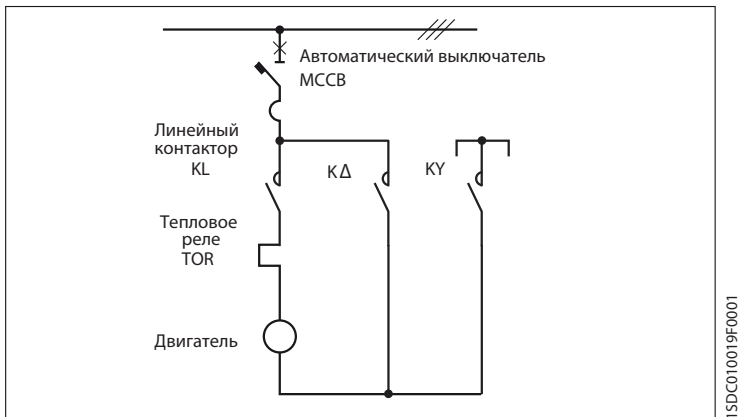 Автоматический выключатель
MCCB
Линейный
контактор
KL
KΔ
KY
Тепловое
реле
TOR
Двигатель
1SDC010019F0001